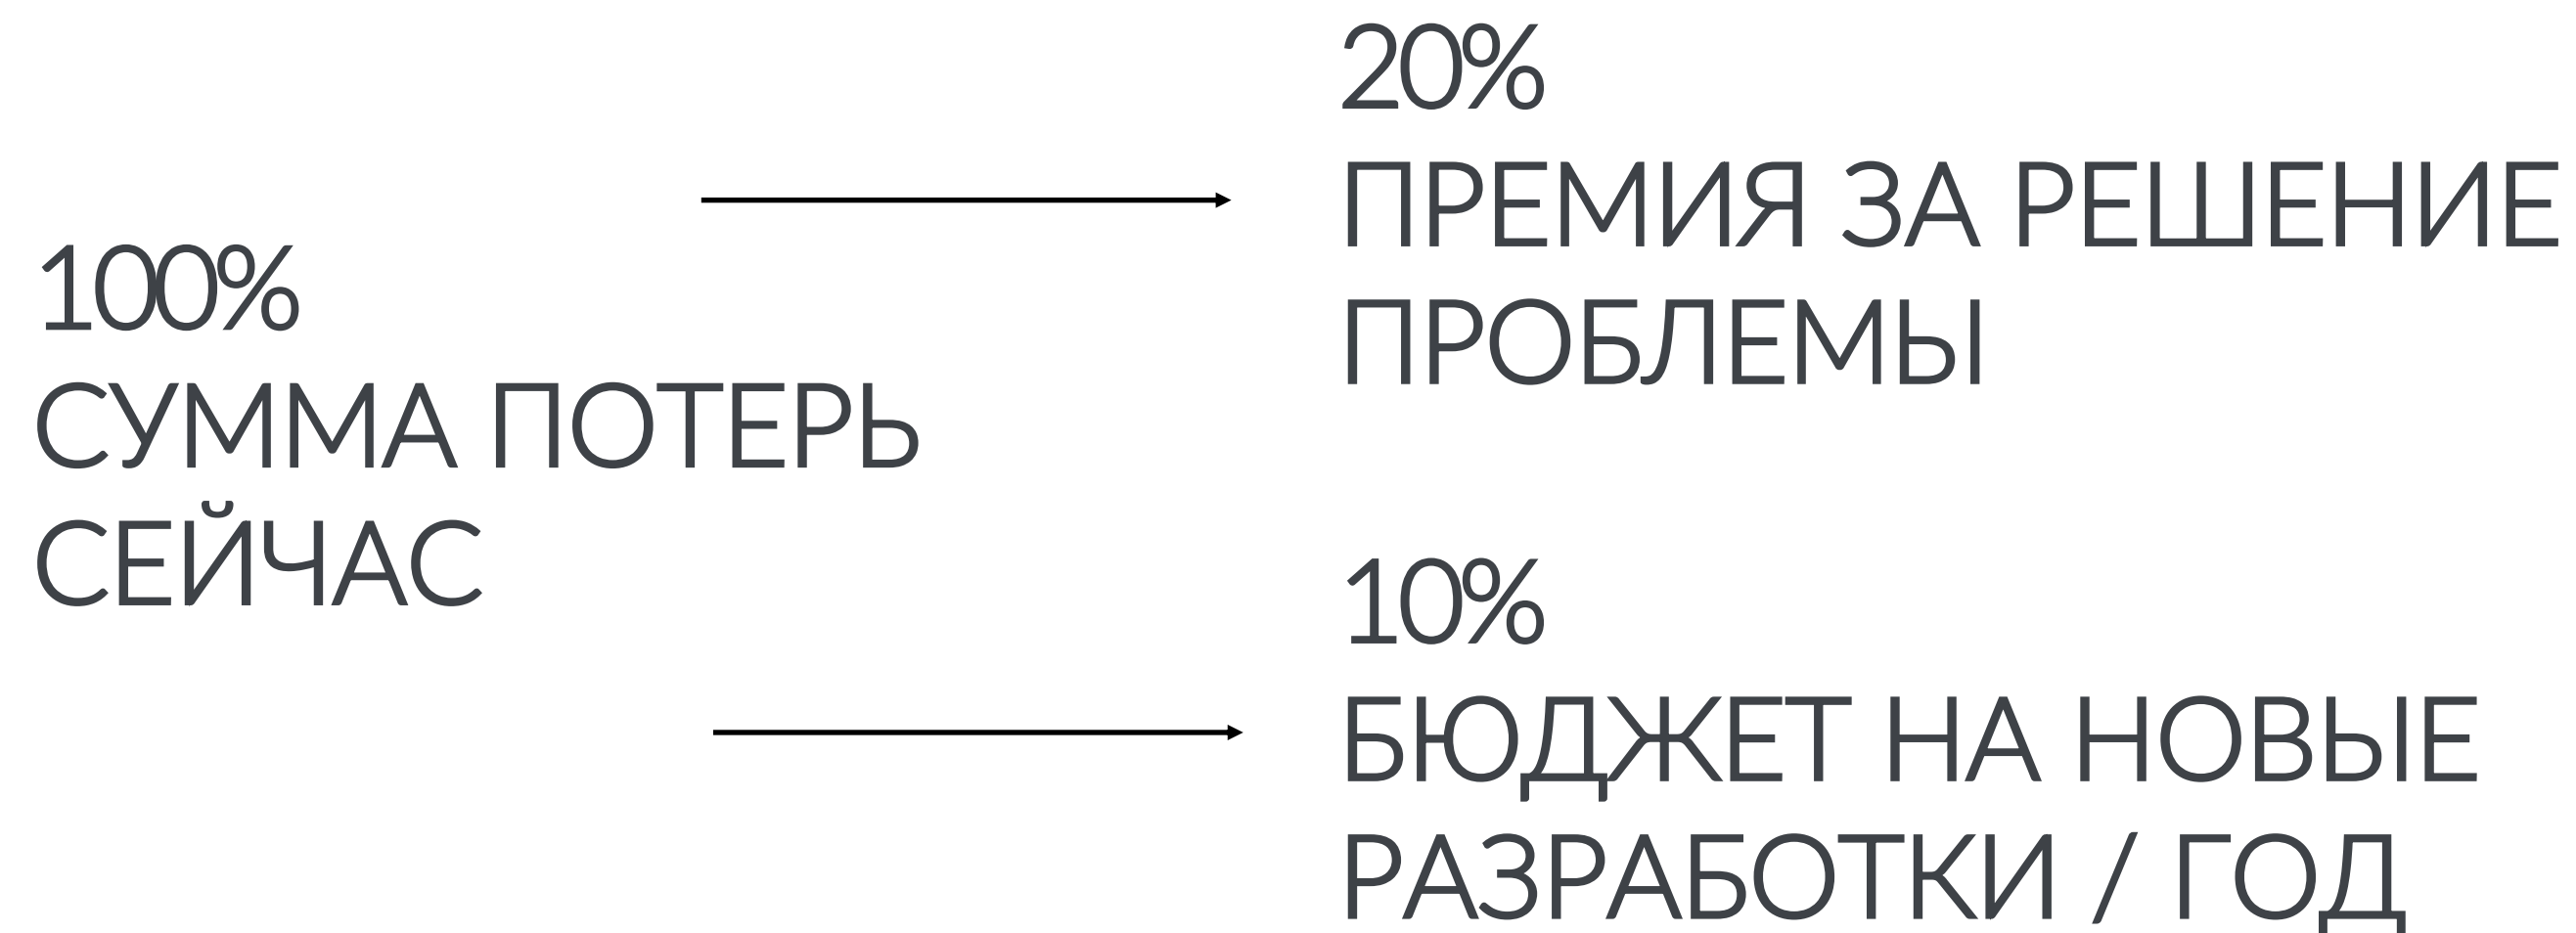 100%
СУММА ПОТЕРЬ
СЕЙЧАС
20%
ПРЕМИЯ ЗА РЕШЕНИЕ
ПРОБЛЕМЫ
10%
БЮДЖЕТ НА НОВЫЕ
РАЗРАБОТКИ / ГОД